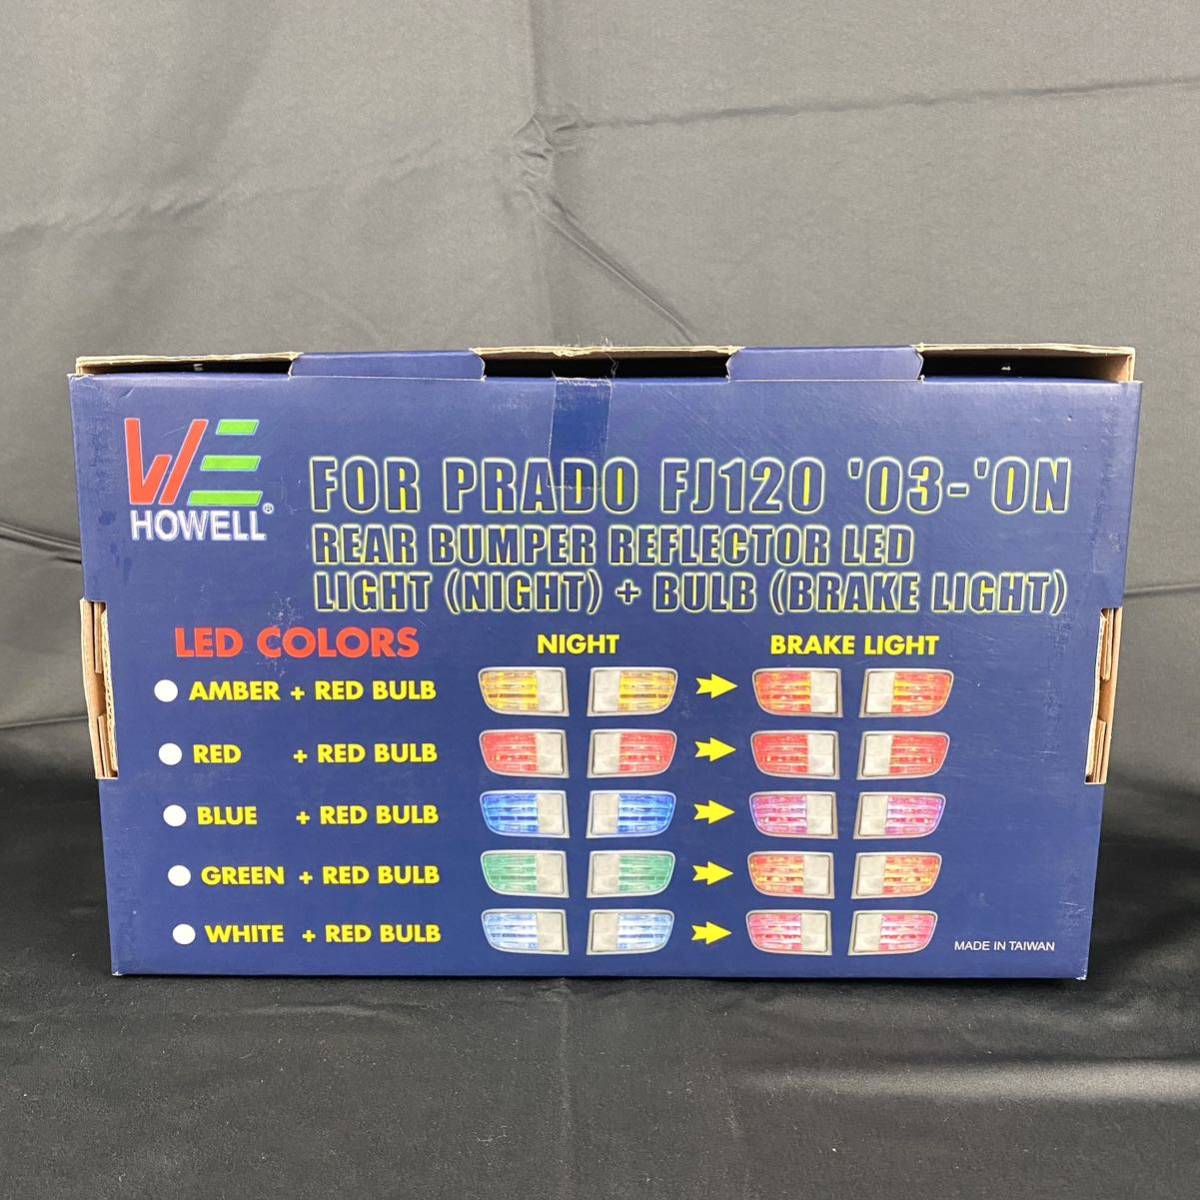 WE
HOWELL®
FOR PRADO FJ120 '03-'ON
REAR BUMPER REFLECTOR LED
LIGHT (NIGHT) + BULB (BRAKE LIGHT)
LED COLORS NIGHT BRAKE LIGHT
AMBER + RED BULB
RED + RED BULB
BLUE + RED BULB
GREEN + RED BULB
WHITE + RED BULB
MADE IN TAIWAN